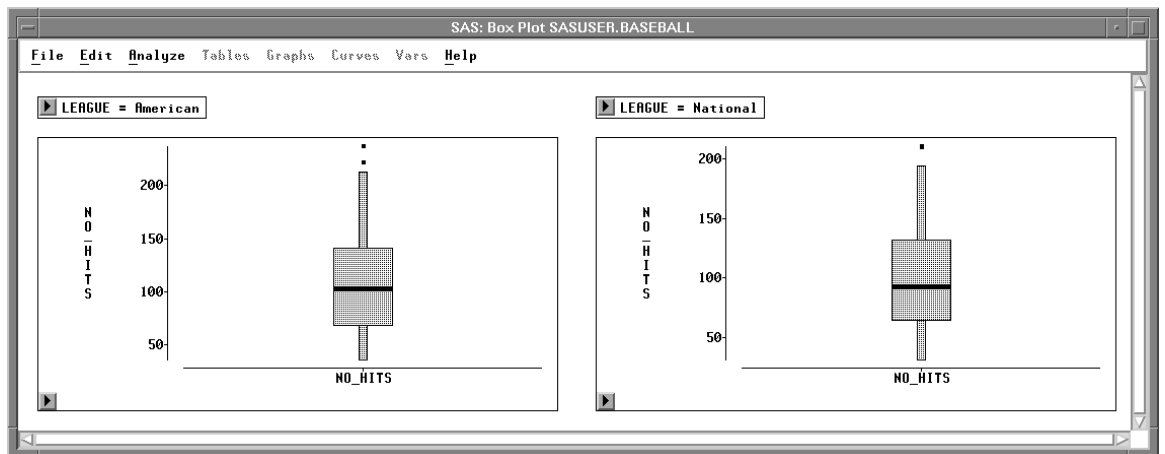 SAS: Box Plot SASUSER.BASEBALL
File Edit Analyze Tables Graphs Curves Vars Help
LEAGUE = American
NO_HITS
200
150
100
50
NO_HITS
LEAGUE = National
NO_HITS
200
150
100
50
NO_HITS